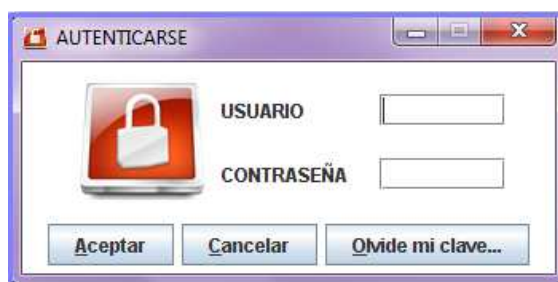 AUTENTICARSE
USUARIO
CONTRASEÑA
Aceptar Cancelar Olvide mi clave...